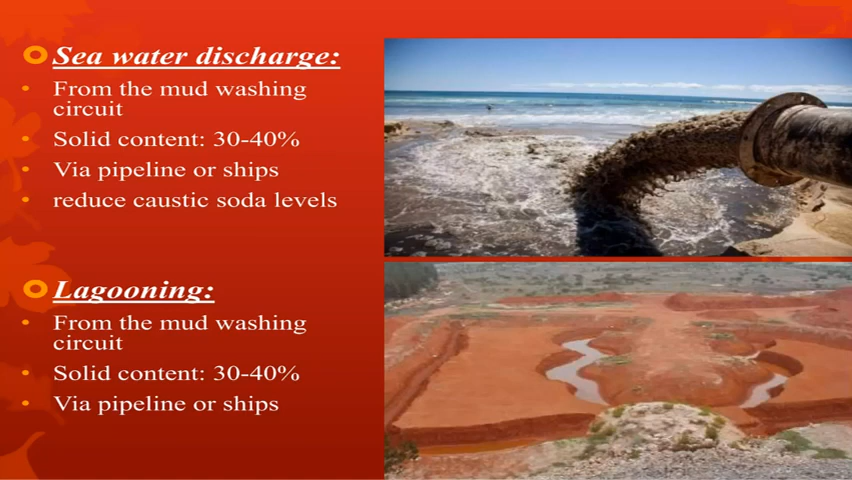 Sea water discharge:
From the mud washing
circuit
Solid content: 30-40%
Via pipeline or ships
reduce caustic soda levels
Lagooning:
From the mud washing
circuit
Solid content: 30-40%
Via pipeline or ships